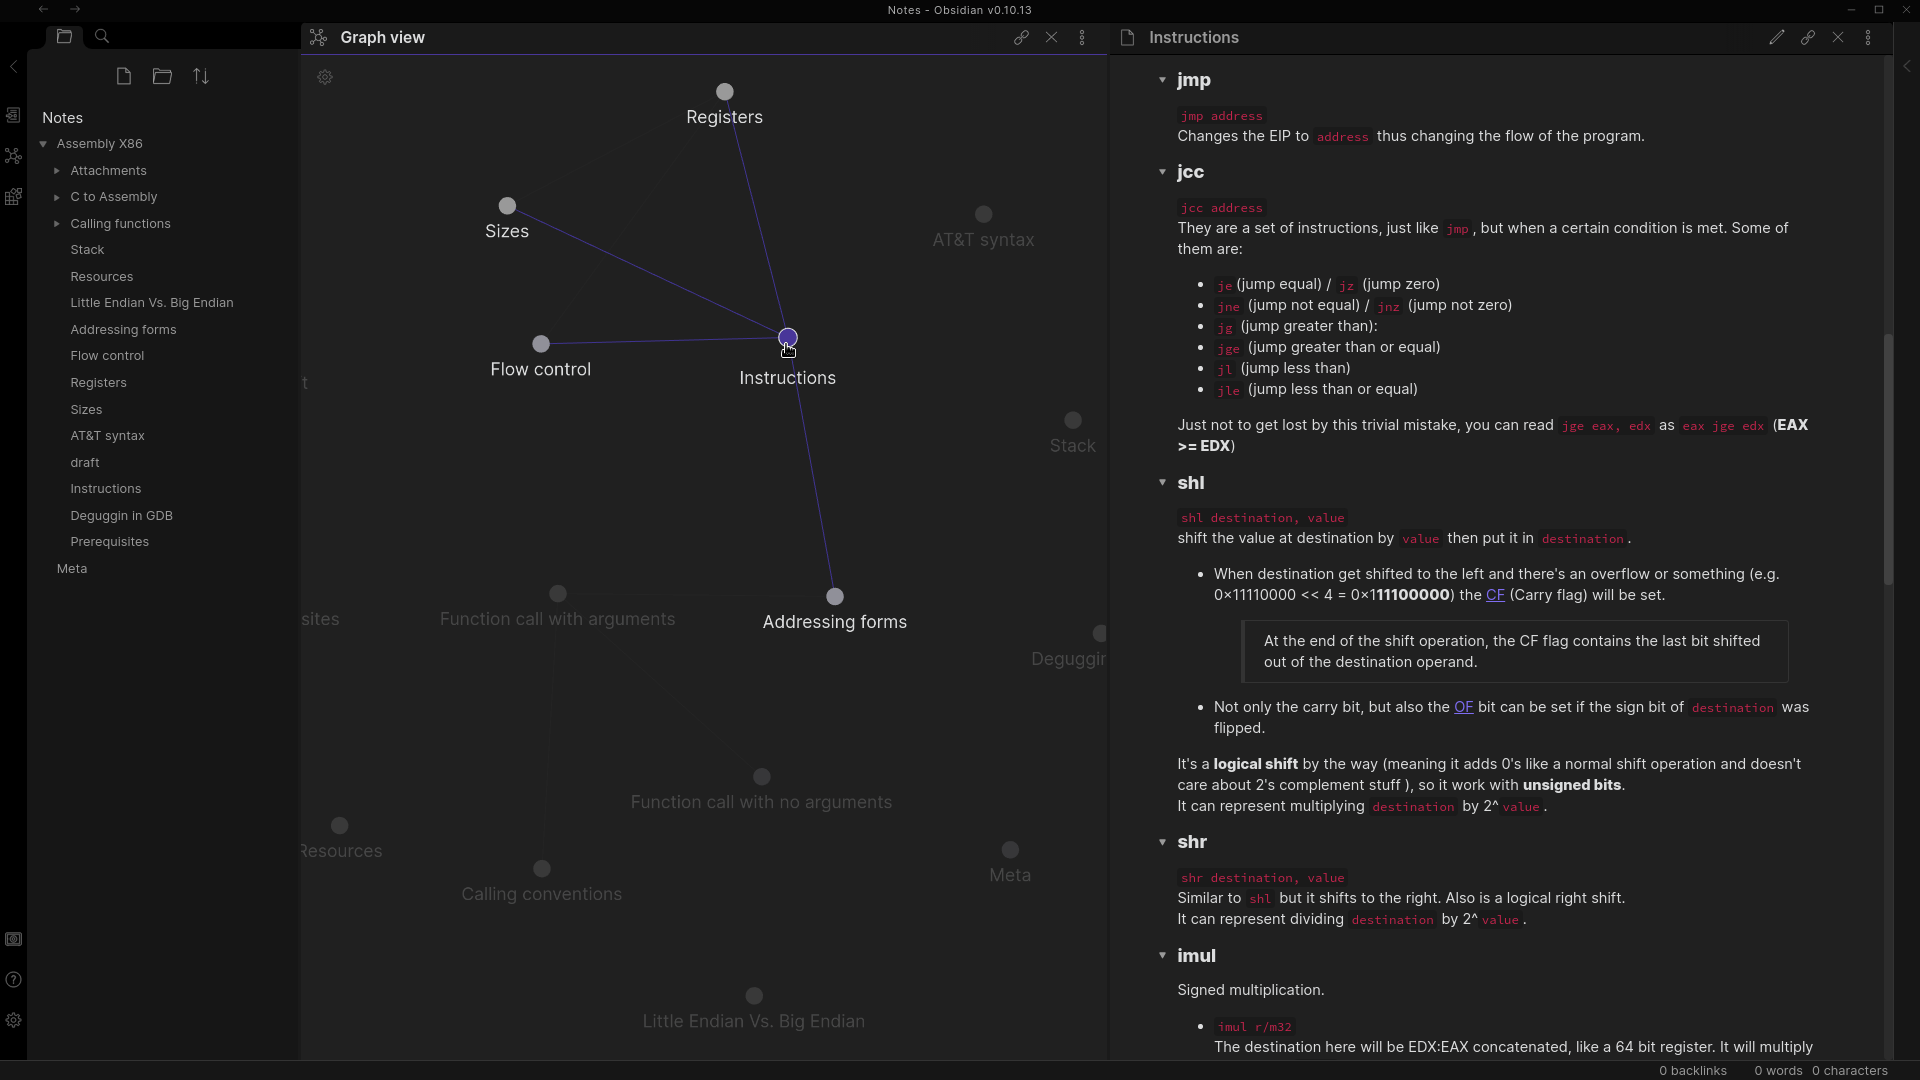 Notes - Obsidian v0.10.13
Notes
Assembly X86
Attachments
C to Assembly
Calling functions
Stack
Resources
Little Endian Vs. Big Endian
Addressing forms
Flow control
Registers
Sizes
AT&T syntax
draft
Instructions
Deguggin in GDB
Prerequisites
Meta
Graph view
Registers
Sizes
AT&T syntax
Flow control
Instructions
t
Stack
sites
Function call with arguments
Addressing forms
Deguggin
Function call with no arguments
Resources
Calling conventions
Meta
Little Endian Vs. Big Endian
Instructions
jmp
jmp address
Changes the EIP to address thus changing the flow of the program.
jcc
jcc address
They are a set of instructions, just like jmp, but when a certain condition is met. Some of
them are:
• je (jump equal) / jz (jump zero)
• jne (jump not equal) / jnz (jump not zero)
• jg (jump greater than):
• jge (jump greater than or equal)
• jl (jump less than)
• jle (jump less than or equal)
Just not to get lost by this trivial mistake, you can read jge eax, edx as eax jge edx (EAX
>= EDX)
shl
shl destination, value
shift the value at destination by value then put it in destination.
• When destination get shifted to the left and there's an overflow or something (e.g.
0×11110000 << 4 = 0×111100000) the CF (Carry flag) will be set.
At the end of the shift operation, the CF flag contains the last bit shifted
out of the destination operand.
• Not only the carry bit, but also the OF bit can be set if the sign bit of destination was
flipped.
It's a logical shift by the way (meaning it adds 0's like a normal shift operation and doesn't
care about 2's complement stuff ), so it work with unsigned bits.
It can represent multiplying destination by 2^ value.
shr
shr destination, value
Similar to shl but it shifts to the right. Also is a logical right shift.
It can represent dividing destination by 2^ value.
imul
Signed multiplication.
• imul r/m32
The destination here will be EDX:EAX concatenated, like a 64 bit register. It will multiply
0 backlinks 0 words 0 characters